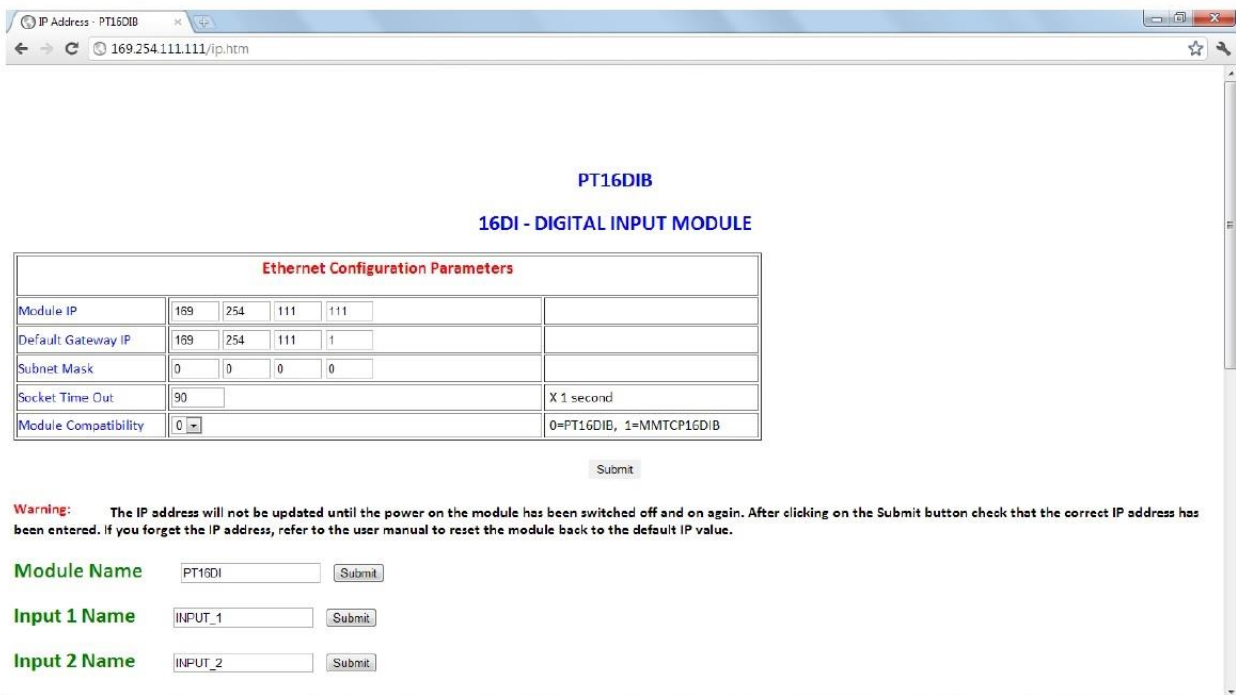 IP Address - PT16DIB
169.254.111.111/ip.htm
PT16DIB
16DI - DIGITAL INPUT MODULE
Ethernet Configuration Parameters
Module IP 169 254 111 111
Default Gateway IP 169 254 111 1
Subnet Mask 0 0 0 0
Socket Time Out 90 X 1 second
Module Compatibility 0 0=PT16DIB, 1=MMTCP16DIB
Submit
Warning: The IP address will not be updated until the power on the module has been switched off and on again. After clicking on the Submit button check that the correct IP address has
been entered. If you forget the IP address, refer to the user manual to reset the module back to the default IP value.
Module Name PT16DI Submit
Input 1 Name INPUT_1 Submit
Input 2 Name INPUT_2 Submit